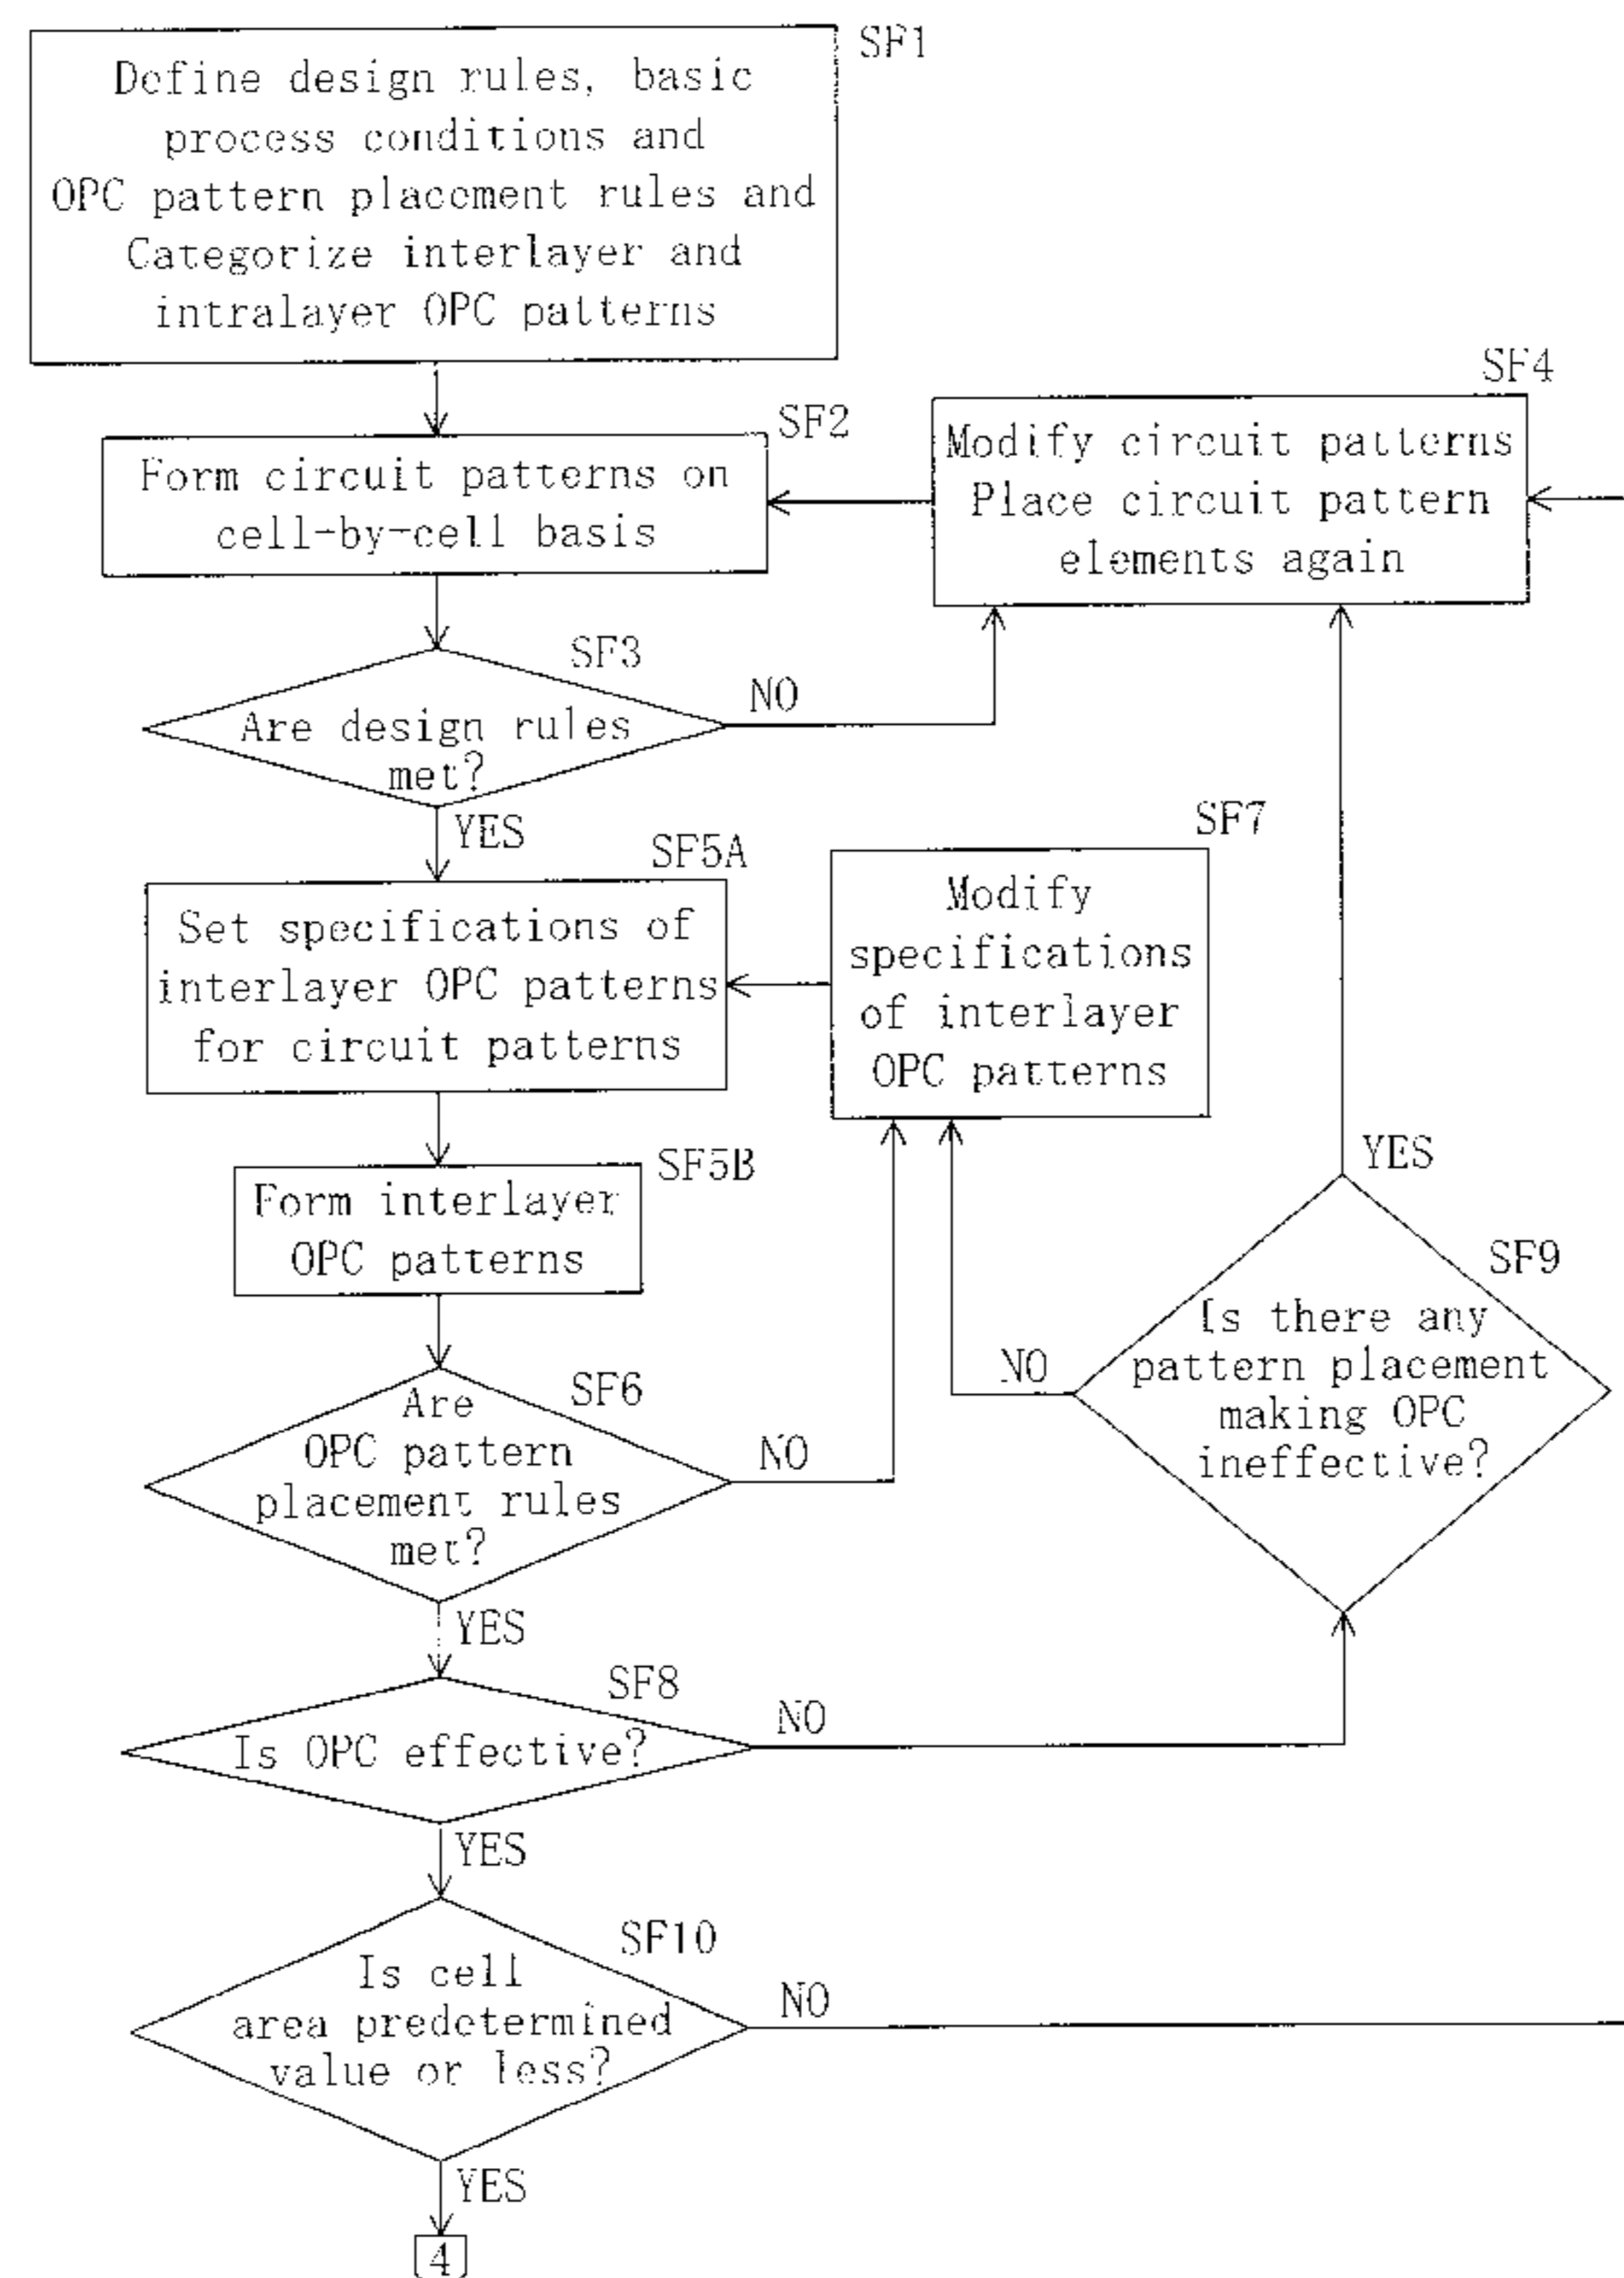 SF1
Define design rules, basic
process conditions and
OPC pattern placement rules and
Categorize interlayer and
intralayer OPC patterns
SF2
Form circuit patterns on
cell-by-cell basis
SF4
Modify circuit patterns
Place circuit pattern
elements again
SF3
Are design rules
met?
NO
YES
SF5A
Set specifications of
interlayer OPC patterns
for circuit patterns
SF7
Modify
specifications
of interlayer
OPC patterns
SF5B
Form interlayer
OPC patterns
SF6
Are
OPC pattern
placement rules
met?
NO
YES
SF9
Is there any
pattern placement
making OPC
ineffective?
NO
YES
SF8
Is OPC effective?
NO
YES
SF10
Is cell
area predetermined
value or less?
NO
YES
4